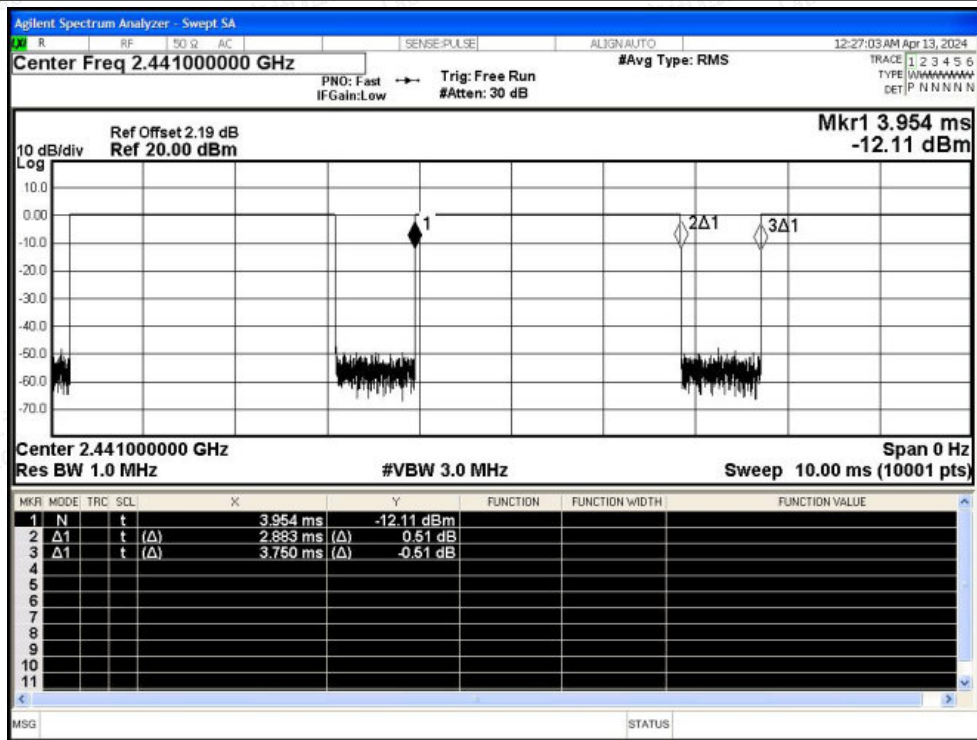 Agilent Spectrum Analyzer - Swept SA
LXI R RF 50 Ω AC SENSE:PULSE ALIGNAUTO 12:27:03 AM Apr 13, 2024
Center Freq 2.441000000 GHz #Avg Type: RMS TRACE 1 2 3 4 5 6
PNO: Fast Trig: Free Run TYPE WWWWWW
IFGain:Low #Atten: 30 dB DET P N N N N N
Mkr1 3.954 ms
Ref Offset 2.19 dB
10 dB/div Ref 20.00 dBm -12.11 dBm
Log
10.0
0.00
1 2Δ1 3Δ1
-10.0
-20.0
-30.0
-40.0
-50.0
-60.0
-70.0
Center 2.441000000 GHz Span 0 Hz
Res BW 1.0 MHz #VBW 3.0 MHz Sweep 10.00 ms (10001 pts)
MKR MODE TRC SCL X Y FUNCTION FUNCTION WIDTH FUNCTION VALUE
1 N t 3.954 ms -12.11 dBm
2 Δ1 t (Δ) 2.883 ms (Δ) 0.51 dB
3 Δ1 t (Δ) 3.750 ms (Δ) -0.51 dB
4
5
6
7
8
9
10
11
MSG STATUS